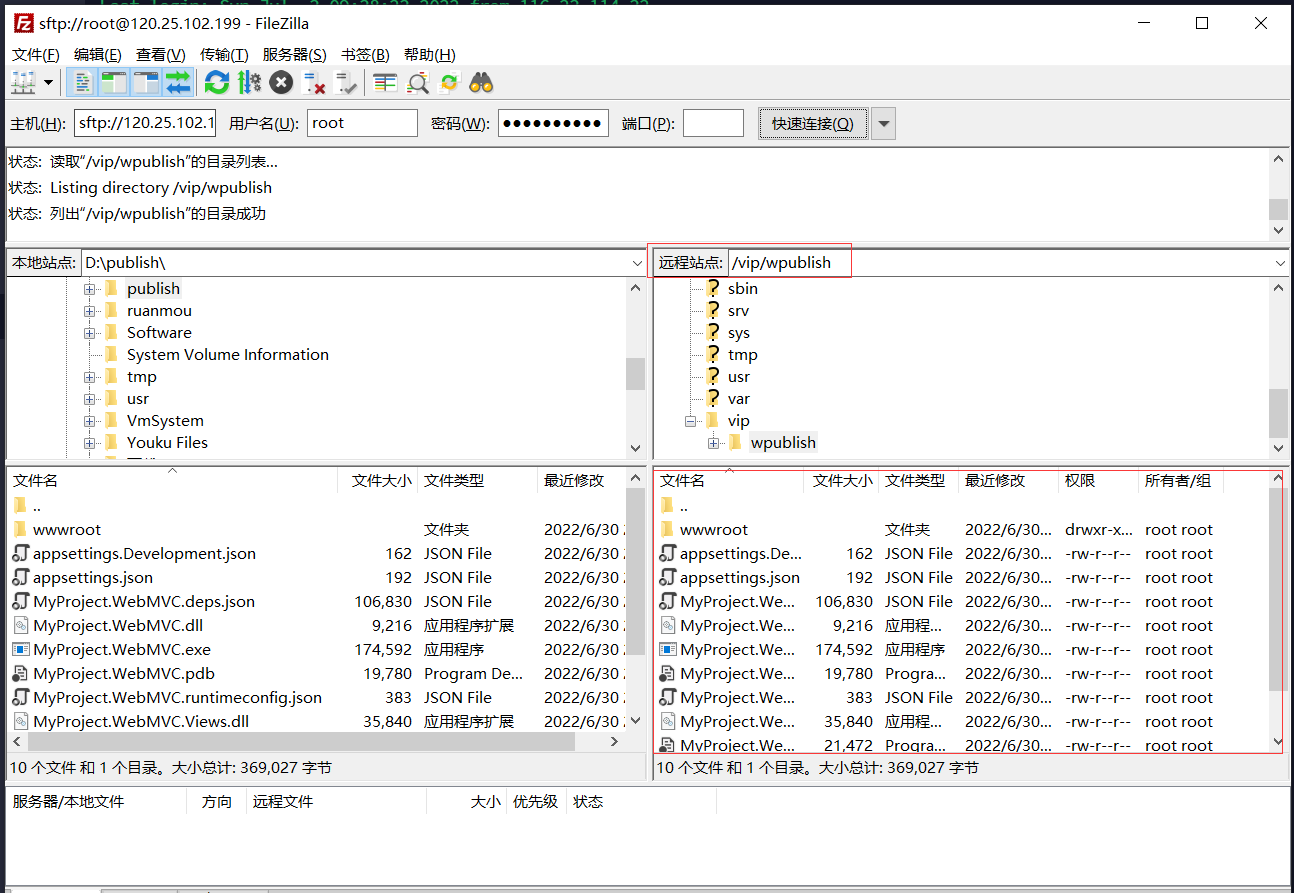 sftp://root@120.25.102.199 - FileZilla
文件(F) 编辑(E) 查看(V) 传输(T) 服务器(S) 书签(B) 帮助(H)
主机(H): sftp://120.25.102.1 用户名(U): root 密码(W): ●●●●●●●●●● 端口(P): 快速连接(Q)
状态: 读取“/vip/wpublish”的目录列表...
状态: Listing directory /vip/wpublish
状态: 列出“/vip/wpublish”的目录成功
本地站点: D:\publish\
publish
ruanmou
Software
System Volume Information
tmp
usr
VmSystem
Youku Files
远程站点: /vip/wpublish
sbin
srv
sys
tmp
usr
var
vip
wpublish
文件名 文件大小 文件类型 最近修改
..
wwwroot 文件夹 2022/6/30
appsettings.Development.json 162 JSON File 2022/6/30
appsettings.json 192 JSON File 2022/6/30
MyProject.WebMVC.deps.json 106,830 JSON File 2022/6/30
MyProject.WebMVC.dll 9,216 应用程序扩展 2022/6/30
MyProject.WebMVC.exe 174,592 应用程序 2022/6/30
MyProject.WebMVC.pdb 19,780 Program De... 2022/6/30
MyProject.WebMVC.runtimeconfig.json 383 JSON File 2022/6/30
MyProject.WebMVC.Views.dll 35,840 应用程序扩展 2022/6/30
10 个文件 和 1 个目录。大小总计: 369,027 字节
文件名 文件大小 文件类型 最近修改 权限 所有者/组
..
wwwroot 文件夹 2022/6/30... drwxr-x... root root
appsettings.De... 162 JSON File 2022/6/30... -rw-r--r-- root root
appsettings.json 192 JSON File 2022/6/30... -rw-r--r-- root root
MyProject.We... 106,830 JSON File 2022/6/30... -rw-r--r-- root root
MyProject.We... 9,216 应用程... 2022/6/30... -rw-r--r-- root root
MyProject.We... 174,592 应用程序 2022/6/30... -rw-r--r-- root root
MyProject.We... 19,780 Progra... 2022/6/30... -rw-r--r-- root root
MyProject.We... 383 JSON File 2022/6/30... -rw-r--r-- root root
MyProject.We... 35,840 应用程... 2022/6/30... -rw-r--r-- root root
MyProject.We... 21,472 Progra... 2022/6/30... -rw-r--r-- root root
10 个文件 和 1 个目录。大小总计: 369,027 字节
服务器/本地文件 方向 远程文件 大小 优先级 状态